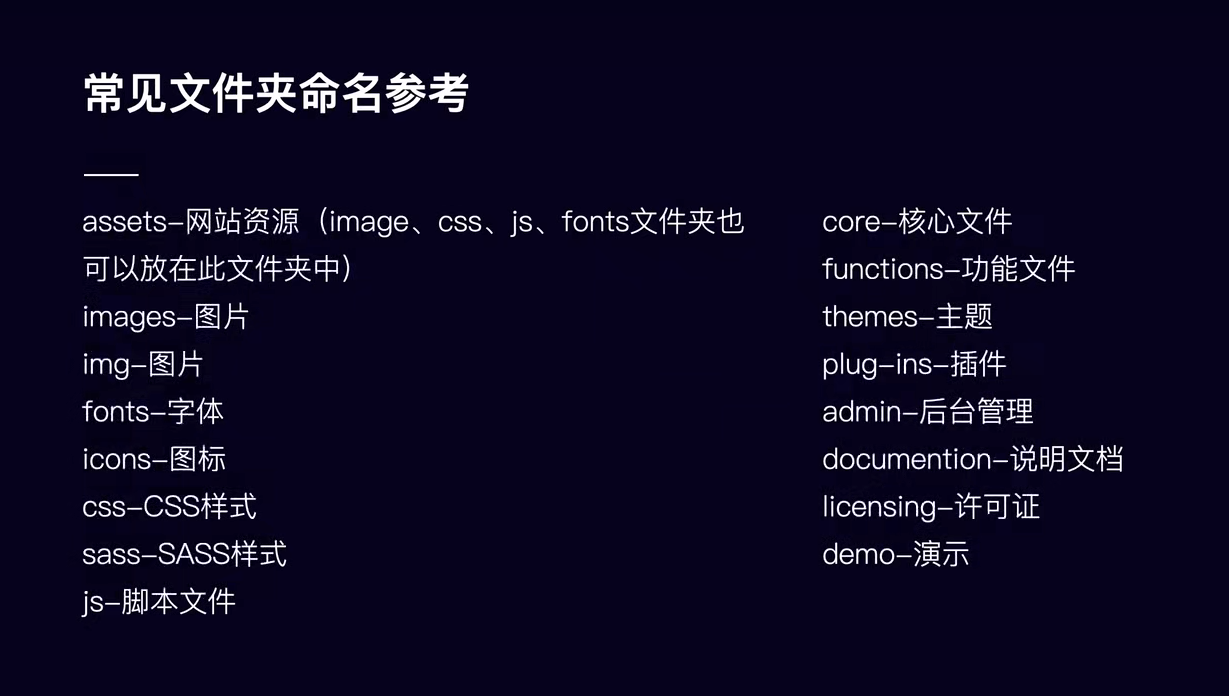 常见文件夹命名参考
assets–网站资源（image、css、js、fonts文件夹也
可以放在此文件夹中）
images–图片
img–图片
fonts–字体
icons–图标
css–CSS样式
sass–SASS样式
js–脚本文件
core–核心文件
functions–功能文件
themes–主题
plug–ins–插件
admin–后台管理
documention–说明文档
licensing–许可证
demo–演示